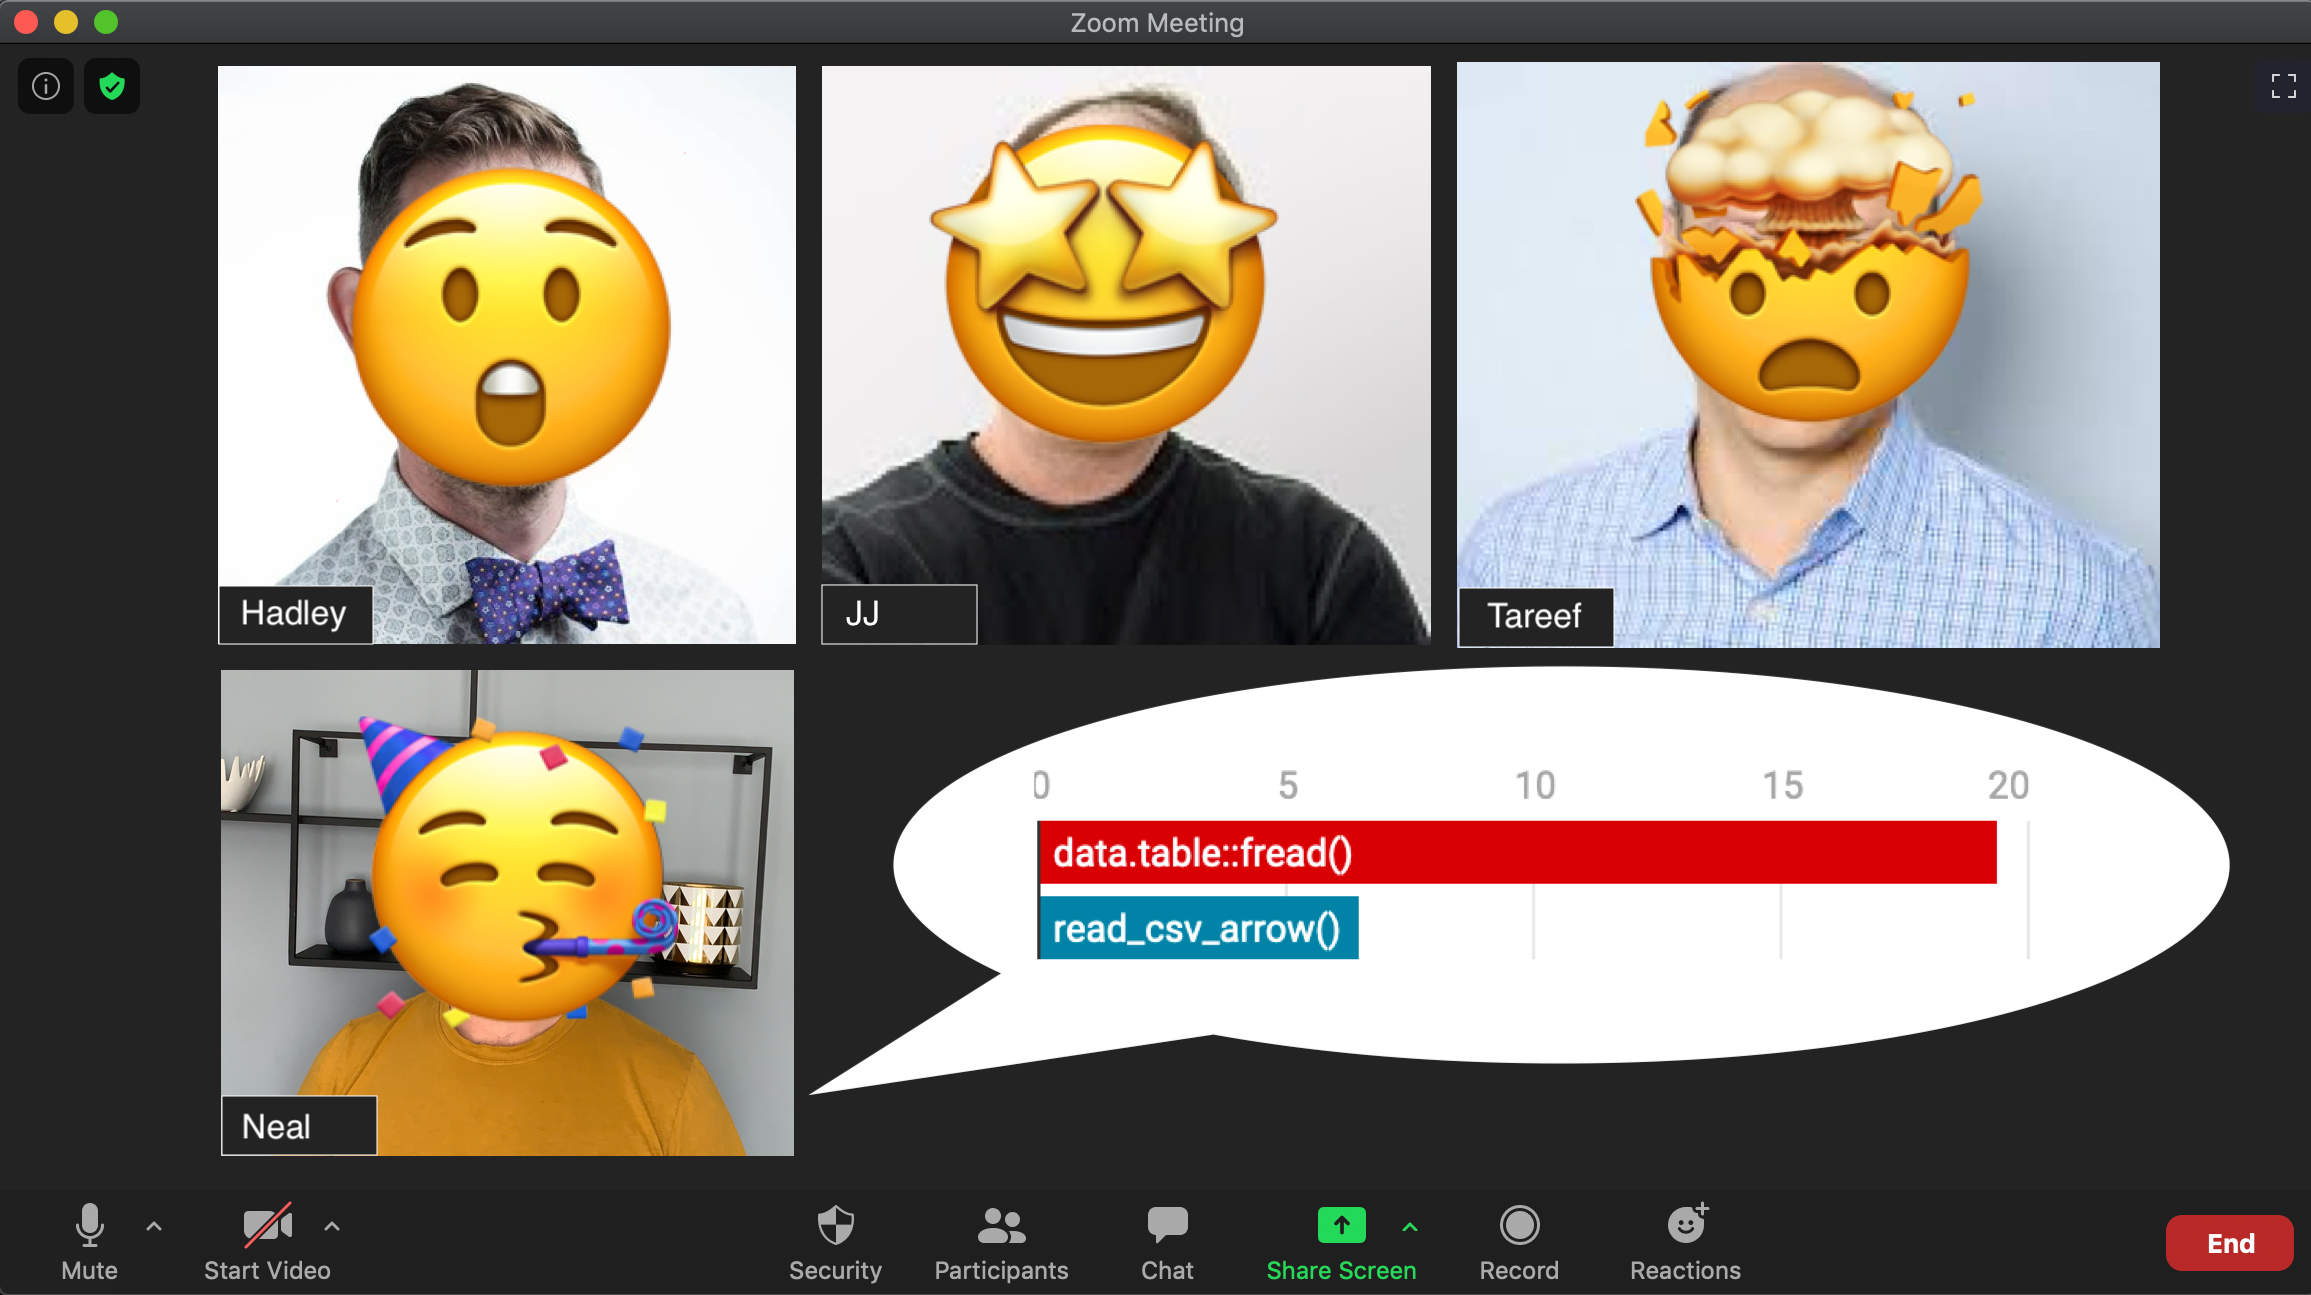 Zoom Meeting
Hadley
JJ
Tareef
Neal
0 5 10 15 20
data.table::fread()
read_csv_arrow()
Mute
Start Video
Security
Participants
Chat
Share Screen
Record
Reactions
End